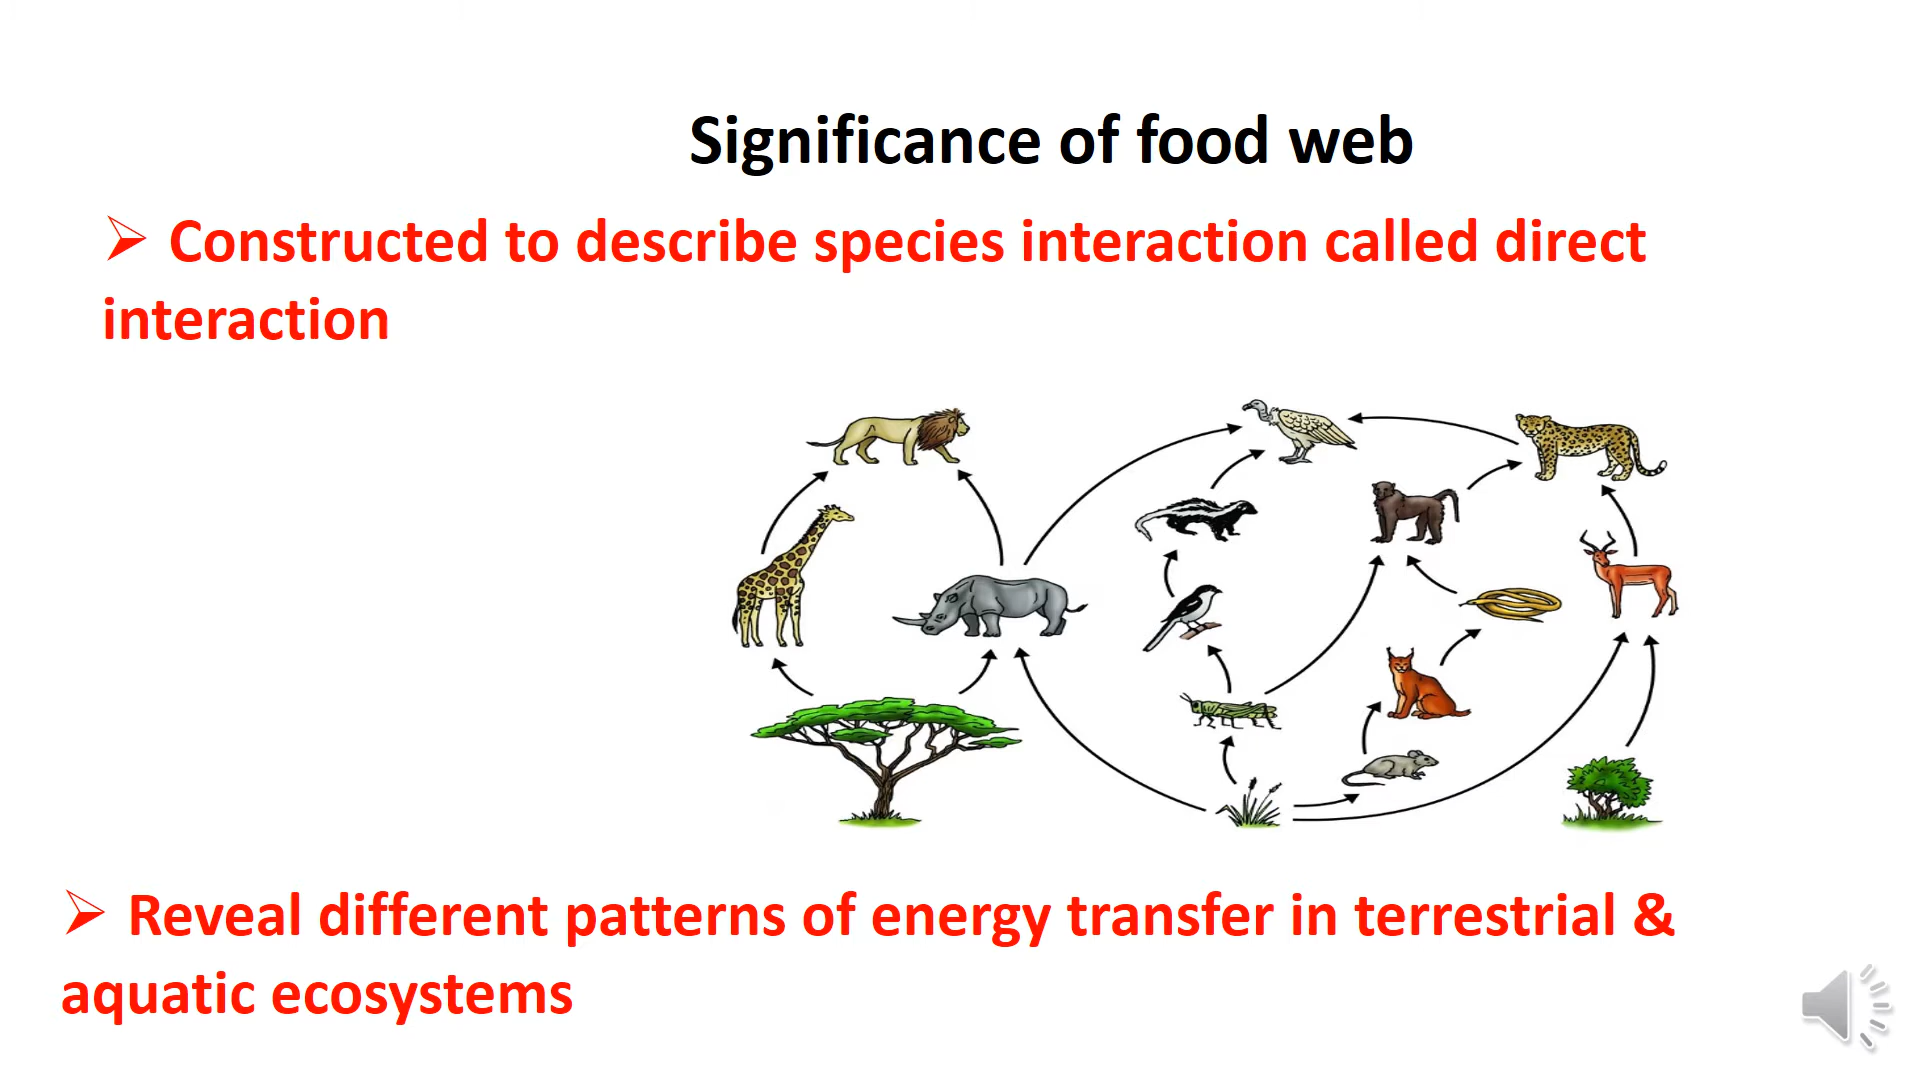 Significance of food web
➢ Constructed to describe species interaction called direct
interaction
➢ Reveal different patterns of energy transfer in terrestrial &
aquatic ecosystems